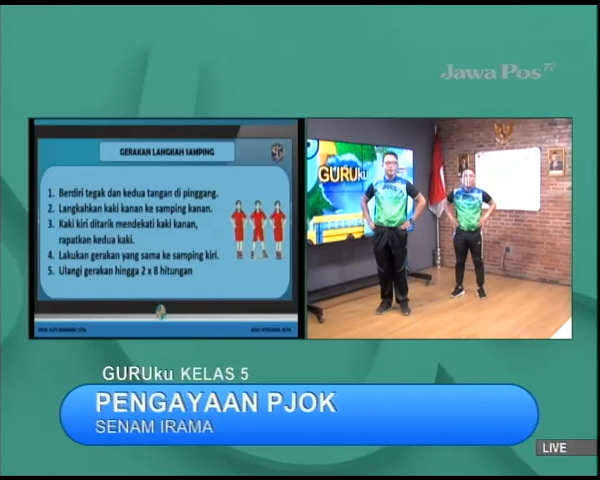 Jawa Pos TV
GERAKAN LANGKAH SAMPING
1. Berdiri tegak dan kedua tangan di pinggang.
2. Langkahkan kaki kanan ke samping kanan.
3. Kaki kiri ditarik mendekati kaki kanan,
rapatkan kedua kaki.
4. Lakukan gerakan yang sama ke samping kiri.
5. Ulangi gerakan hingga 2 x 8 hitungan
GURUku
GURUku KELAS 5
PENGAYAAN PJOK
SENAM IRAMA
LIVE